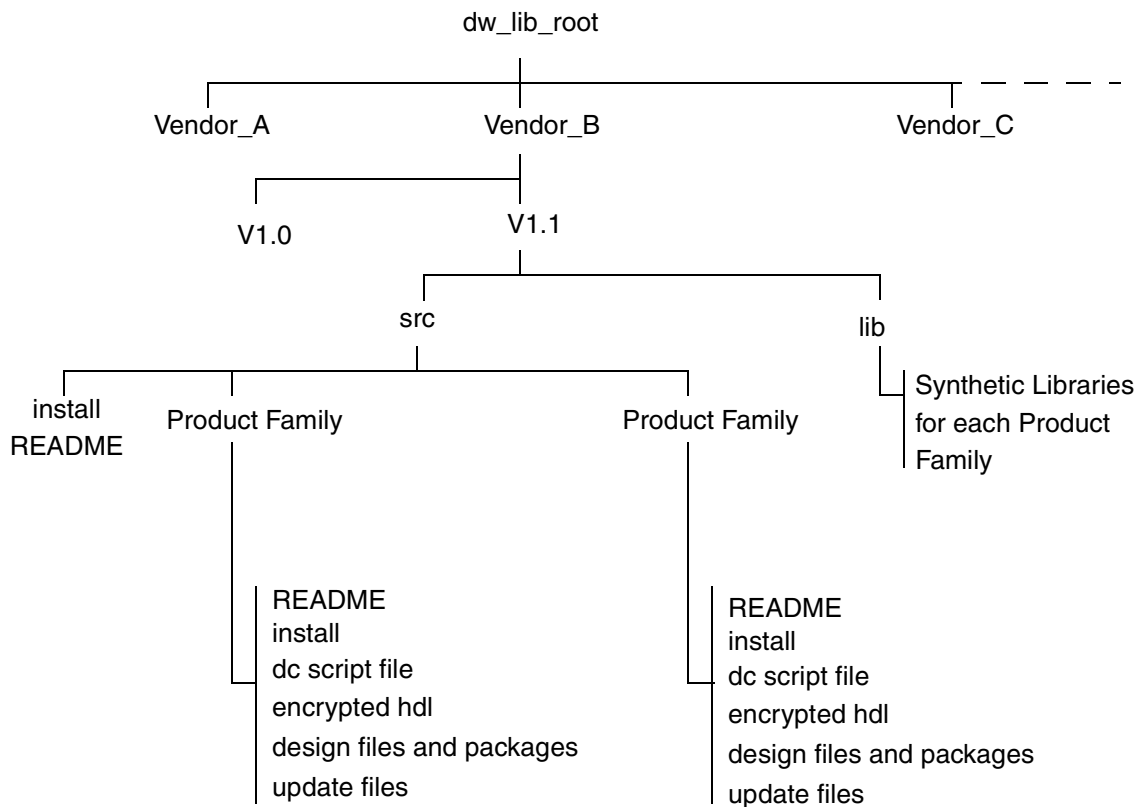 dw_lib_root
Vendor_A
Vendor_B
Vendor_C
V1.0
V1.1
src
lib
install
README
Product Family
Product Family
Synthetic Libraries
for each Product
Family
README
install
dc script file
encrypted hdl
design files and packages
update files
README
install
dc script file
encrypted hdl
design files and packages
update files